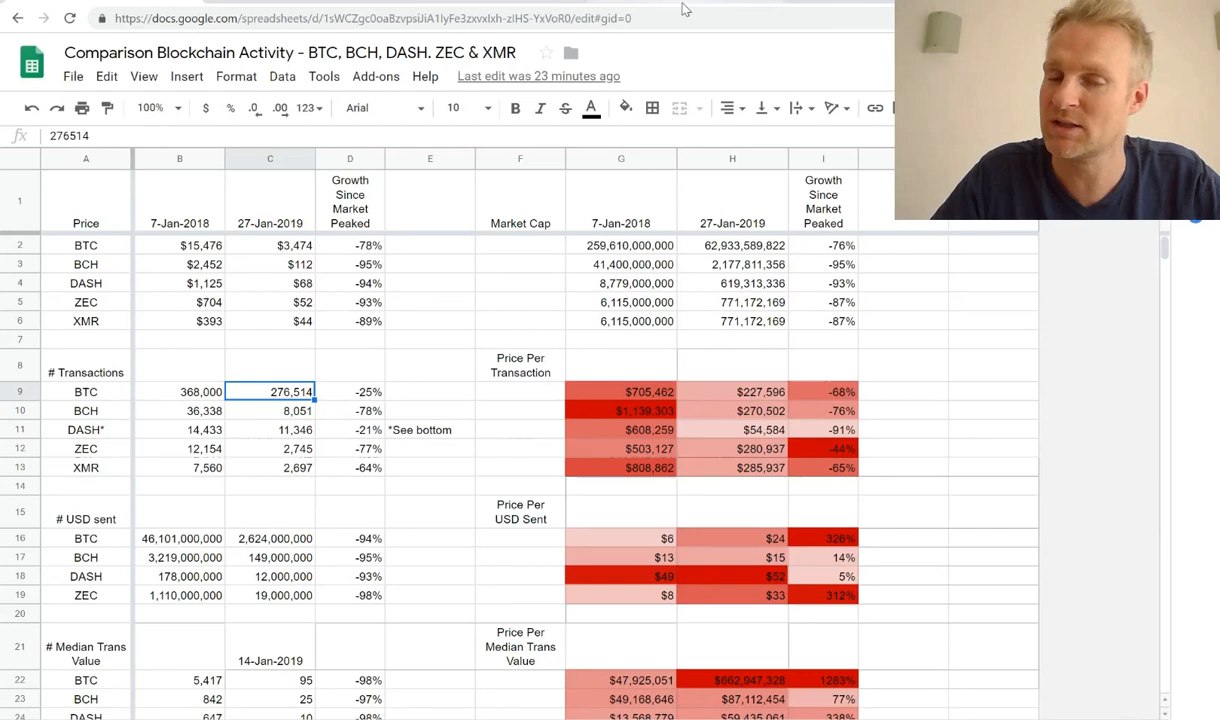 https://docs.google.com/spreadsheets/d/1sWCZgc0oaBzvpsiJiA1IyFe3zxvxIxh-zIHS-YxVoR0/edit#gid=0
Comparison Blockchain Activity - BTC, BCH, DASH. ZEC & XMR
File Edit View Insert Format Data Tools Add-ons Help Last edit was 23 minutes ago
100% $ % .0 .00 123 Arial 10 B I S A
fx 276514
A B C D E F G H I
1 Price 7-Jan-2018 27-Jan-2019 Growth Since Market Peaked Market Cap 7-Jan-2018 27-Jan-2019 Growth Since Market Peaked
2 BTC $15,476 $3,474 -78% 259,610,000,000 62,933,589,822 -76%
3 BCH $2,452 $112 -95% 41,400,000,000 2,177,811,356 -95%
4 DASH $1,125 $68 -94% 8,779,000,000 619,313,336 -93%
5 ZEC $704 $52 -93% 6,115,000,000 771,172,169 -87%
6 XMR $393 $44 -89% 6,115,000,000 771,172,169 -87%
7
8 # Transactions Price Per Transaction
9 BTC 368,000 276,514 -25% $705,462 $227,596 -68%
10 BCH 36,338 8,051 -78% $1,139,303 $270,502 -76%
11 DASH* 14,433 11,346 -21% *See bottom $608,259 $54,584 -91%
12 ZEC 12,154 2,745 -77% $503,127 $280,937 -44%
13 XMR 7,560 2,697 -64% $808,862 $285,937 -65%
14
15 # USD sent Price Per USD Sent
16 BTC 46,101,000,000 2,624,000,000 -94% $6 $24 326%
17 BCH 3,219,000,000 149,000,000 -95% $13 $15 14%
18 DASH 178,000,000 12,000,000 -93% $49 $52 5%
19 ZEC 1,110,000,000 19,000,000 -98% $8 $33 312%
20
21 # Median Trans Value 14-Jan-2019 Price Per Median Trans Value
22 BTC 5,417 95 -98% $47,925,051 $662,947,328 1283%
23 BCH 842 25 -97% $49,168,646 $87,112,454 77%
24 DASH 647 10 -98% $13,568,779 $59,435,061 338%